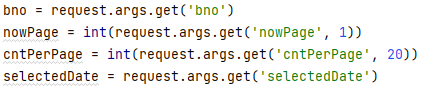 bno = request.args.get('bno')
nowPage = int(request.args.get('nowPage', 1))
cntPerPage = int(request.args.get('cntPerPage', 20))
selectedDate = request.args.get('selectedDate')